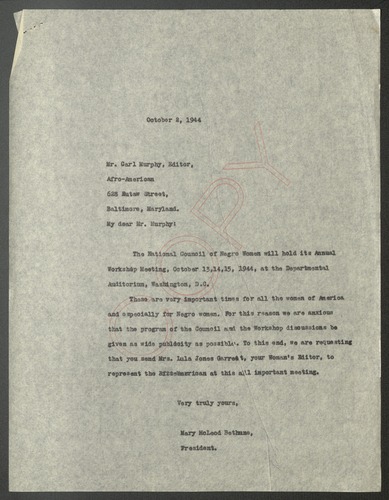 October 2, 1944
Mr. Carl Murphy, Editor,
Afro-American
628 Eutaw Street,
Baltimore, Maryland.
My dear Mr. Murphy:
The National Council of Negro Women will hold its Annual
Workshop Meeting, October 13,14,15, 1944, at the Departmental
Auditorium, Washington, D.C.
These are very important times for all the women of America
and especially for Negro women. For this reason we are anxious
that the program of the Council and the Workshop discussions be
given as wide publicity as possible. To this end, we are requesting
that you send Mrs. Lula Jones Garrett, your Woman's Editor, to
represent the at this all important meeting.
Very truly yours,
Mary McLeod Bethune,
President.
COPY